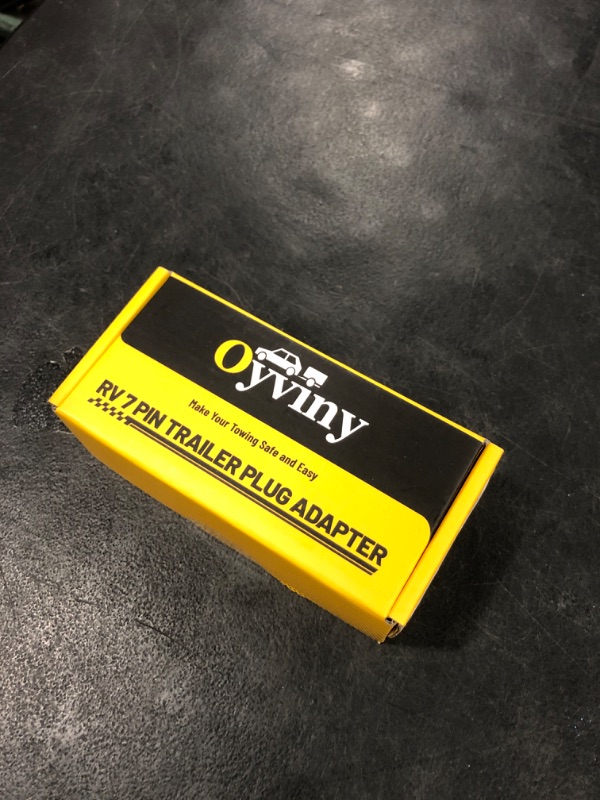 Oyviny
Make Your Towing Safe and Easy
RV 7 PIN TRAILER PLUG ADAPTER